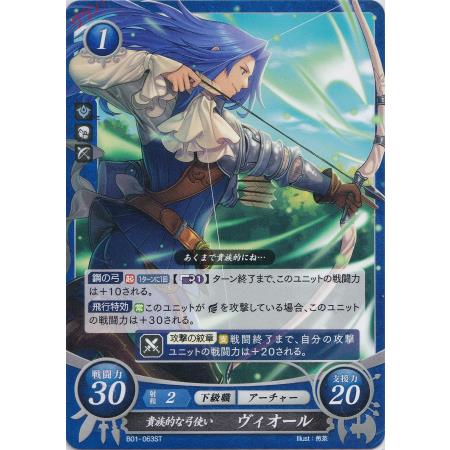 1
あくまで貴族的にね…
鋼の弓 起 1ターンに1回 【1】ターン終了まで、このユニットの戦闘力
は+10される。
飛行特効 常 このユニットが を攻撃している場合、このユニット
の戦闘力は+30される。
攻撃の紋章 支 戦闘終了まで、自分の攻撃
ユニットの戦闘力は+20される。
戦闘力
30
射程 2 下級職 アーチャー
支援力
20
貴族的な弓使い ヴィオール
B01-063ST